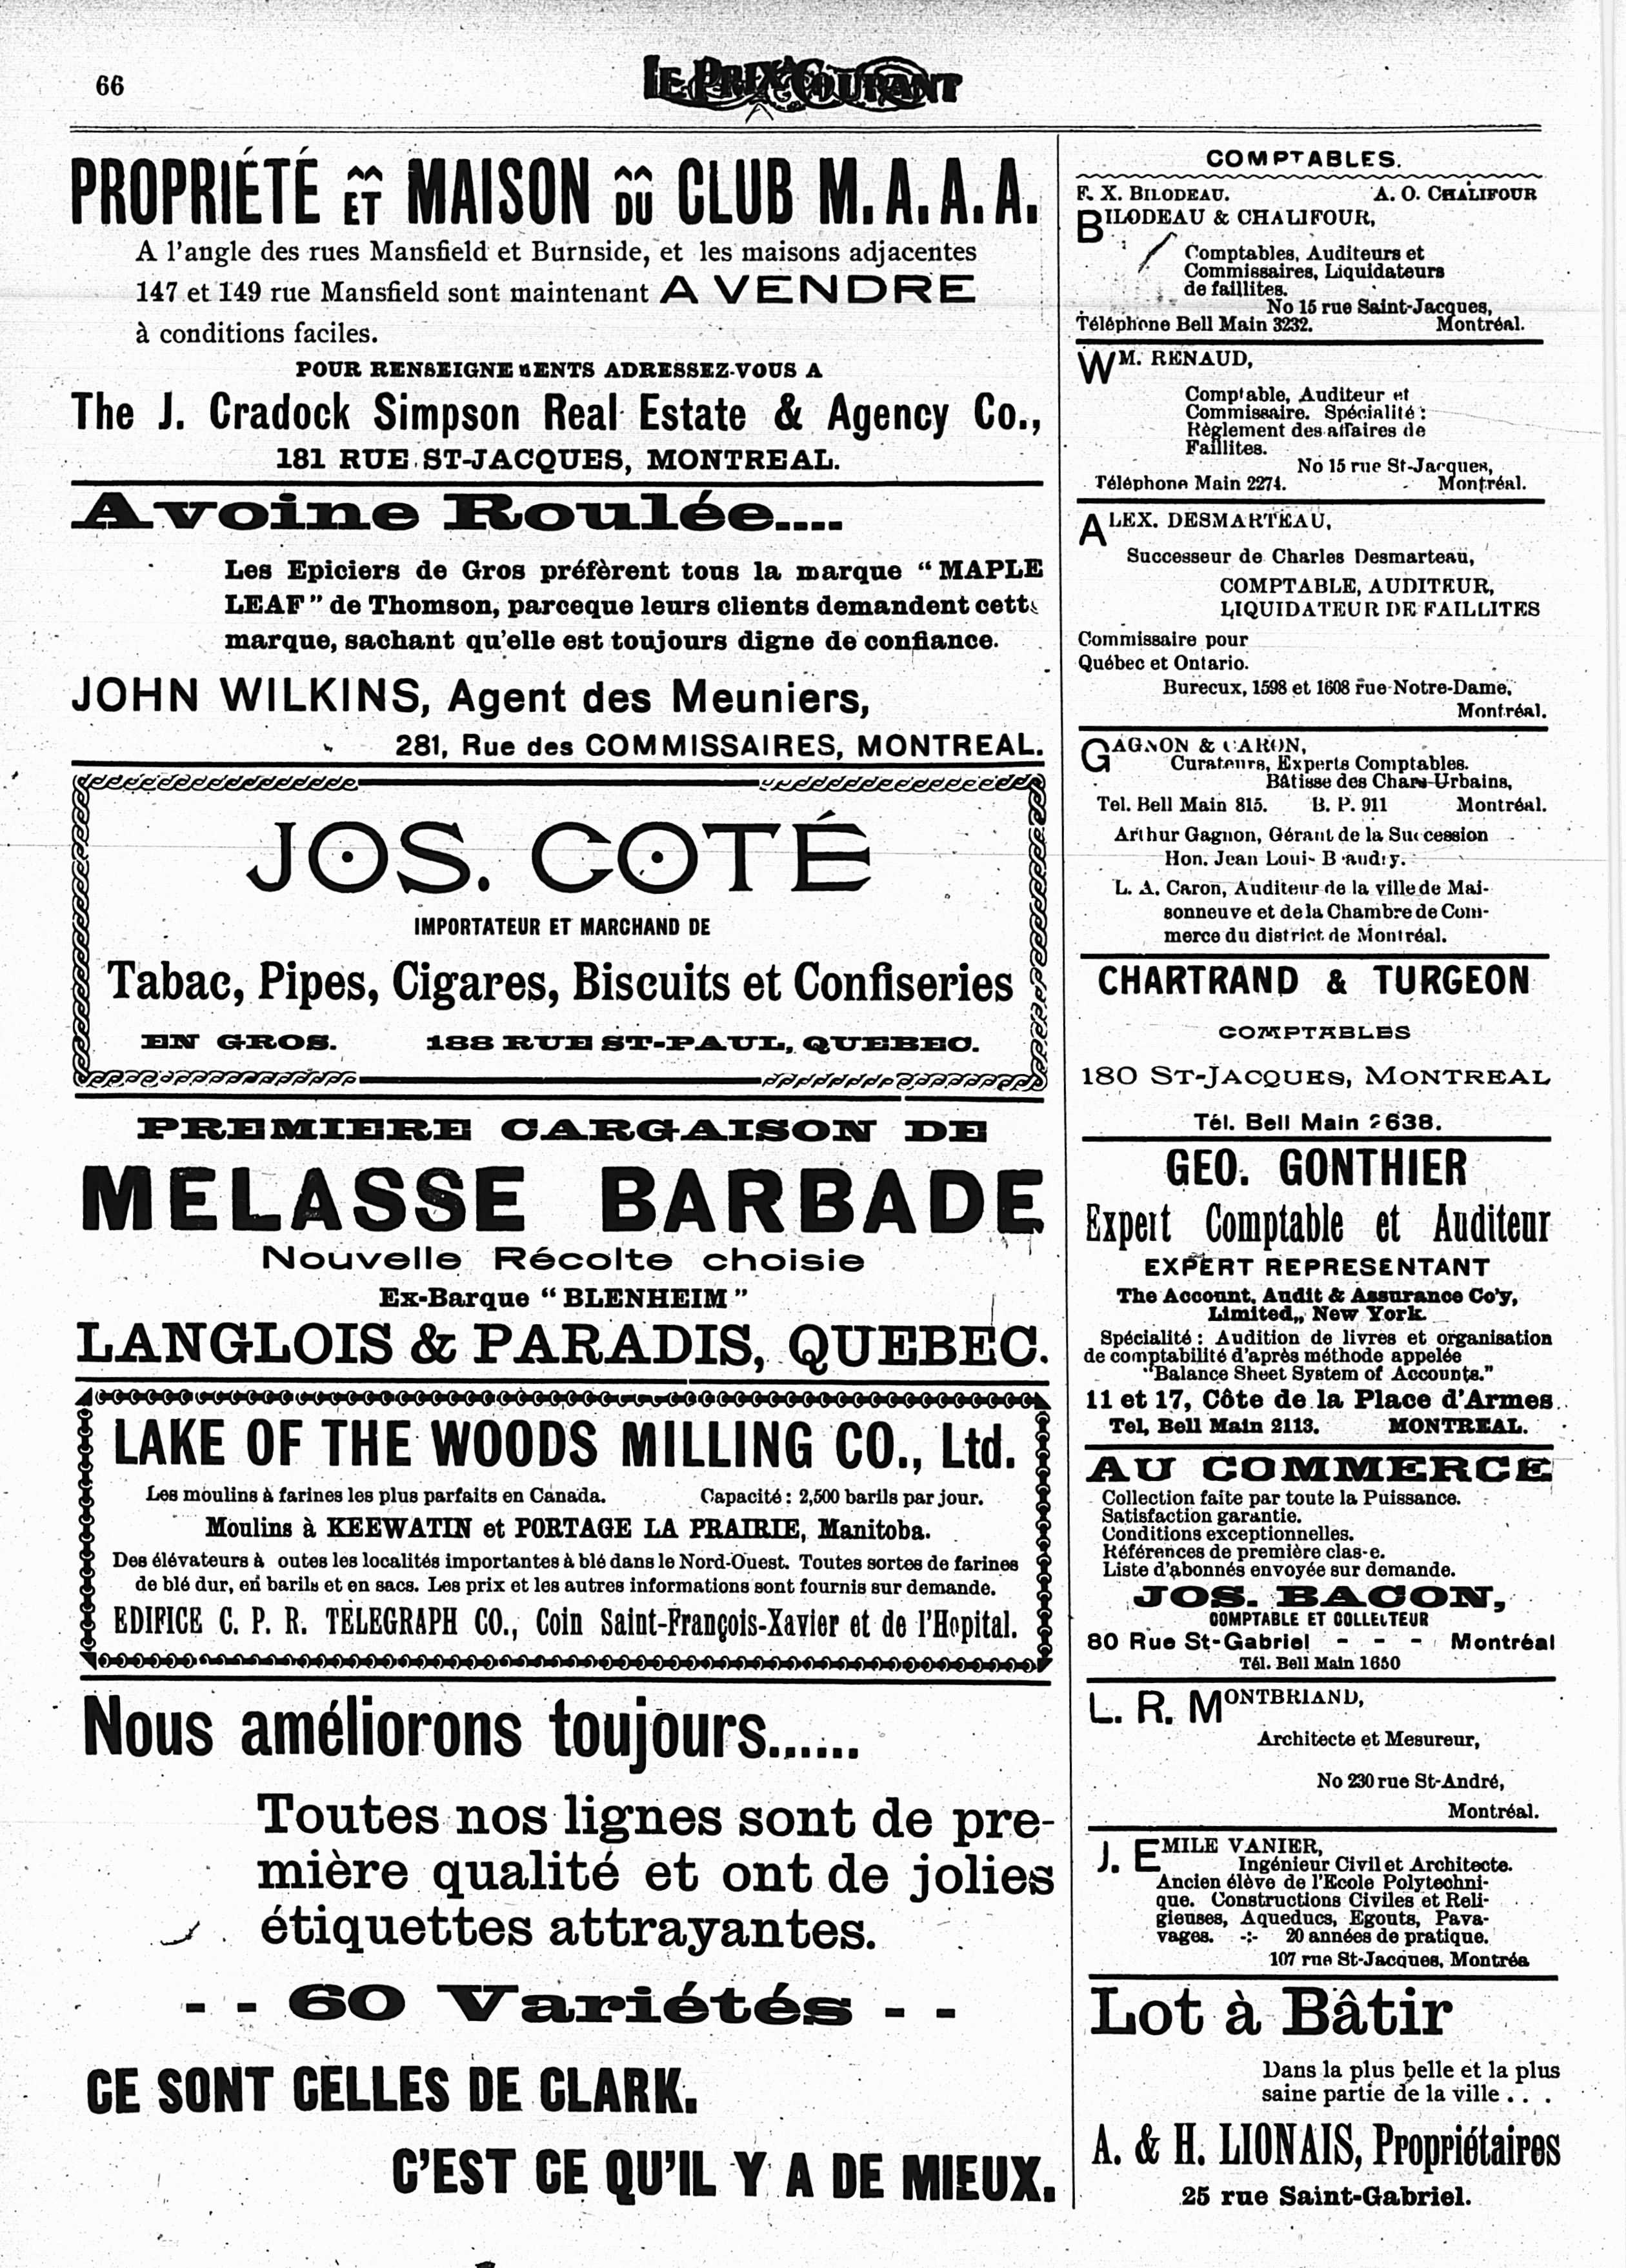 66
LE PRIX COURANT
PROPRIÉTÉ ET MAISON DU CLUB M.A.A.A.
A l'angle des rues Mansfield et Burnside, et les maisons adjacentes
147 et 149 rue Mansfield sont maintenant A VENDRE
à conditions faciles.
POUR RENSEIGNEMENTS ADRESSEZ-VOUS A
The J. Cradock Simpson Real Estate & Agency Co.,
181 RUE ST-JACQUES, MONTREAL.
Avoine Roulée....
Les Epiciers de Gros préfèrent tous la marque "MAPLE
LEAF" de Thomson, parceque leurs clients demandent cette
marque, sachant qu'elle est toujours digne de confiance.
JOHN WILKINS, Agent des Meuniers,
281, Rue des COMMISSAIRES, MONTREAL.
JOS. COTÉ
IMPORTATEUR ET MARCHAND DE
Tabac, Pipes, Cigares, Biscuits et Confiseries
EN GROS. 188 RUE ST-PAUL, QUEBEC.
PREMIERE CARGAISON DE
MELASSE BARBADE
Nouvelle Récolte choisie
Ex-Barque "BLENHEIM"
LANGLOIS & PARADIS, QUEBEC.
LAKE OF THE WOODS MILLING CO., Ltd.
Les moulins à farines les plus parfaits en Canada. Capacité : 2,500 barils par jour.
Moulins à KEEWATIN et PORTAGE LA PRAIRIE, Manitoba.
Des élévateurs à outes les localités importantes à blé dans le Nord-Ouest. Toutes sortes de farines
de blé dur, en barils et en sacs. Les prix et les autres informations sont fournis sur demande.
EDIFICE C. P. R. TELEGRAPH CO., Coin Saint-François-Xavier et de l'Hopital.
Nous améliorons toujours......
Toutes nos lignes sont de pre-
mière qualité et ont de jolies
étiquettes attrayantes.
- - 60 Variétés - -
CE SONT CELLES DE CLARK.
C'EST CE QU'IL Y A DE MIEUX.
COMPTABLES.
F. X. BILODEAU. A. O. CHALIFOUR
BILODEAU & CHALIFOUR,
Comptables, Auditeurs et
Commissaires, Liquidateurs
de faillites.
No 15 rue Saint-Jacques,
Téléphone Bell Main 3232. Montréal.
WM. RENAUD,
Comptable, Auditeur et
Commissaire. Spécialité :
Règlement des affaires de
Faillites.
No 15 rue St-Jacques,
Téléphone Main 2274. Montréal.
ALEX. DESMARTEAU,
Successeur de Charles Desmarteau,
COMPTABLE, AUDITEUR,
LIQUIDATEUR DE FAILLITES
Commissaire pour
Québec et Ontario.
Burecux, 1598 et 1608 rue Notre-Dame,
Montréal.
GAGNON & CARON,
Curateurs, Experts Comptables.
Bâtisse des Chars Urbains,
Tel. Bell Main 815. B. P. 911 Montréal.
Arthur Gagnon, Gérant de la Succession
Hon. Jean Louis Beaudry.
L. A. Caron, Auditeur de la ville de Mai-
sonneuve et de la Chambre de Com-
merce du district de Montréal.
CHARTRAND & TURGEON
COMPTABLES
180 ST-JACQUES, MONTREAL
Tél. Bell Main 2638.
GEO. GONTHIER
Expert Comptable et Auditeur
EXPERT REPRESENTANT
The Account, Audit & Assurance Co'y,
Limited,, New York.
Spécialité : Audition de livres et organisation
de comptabilité d'après méthode appelée
"Balance Sheet System of Accounts."
11 et 17, Côte de la Place d'Armes.
Tel, Bell Main 2113. MONTREAL.
AU COMMERCE
Collection faite par toute la Puissance.
Satisfaction garantie.
Conditions exceptionnelles.
Références de première classe.
Liste d'abonnés envoyée sur demande.
JOS. BACON,
COMPTABLE ET COLLECTEUR
80 Rue St-Gabriel - - - Montréal
Tél. Bell Main 1650
L. R. MONTBRIAND,
Architecte et Mesureur,
No 230 rue St-André,
Montréal.
J. EMILE VANIER,
Ingénieur Civil et Architecte.
Ancien élève de l'Ecole Polytechni-
que. Constructions Civiles et Reli-
gieuses, Aqueducs, Egouts, Pava-
vages. -:- 20 années de pratique.
107 rue St-Jacques, Montréa
Lot à Bâtir
Dans la plus belle et la plus
saine partie de la ville . . .
A. & H. LIONAIS, Propriétaires
25 rue Saint-Gabriel.